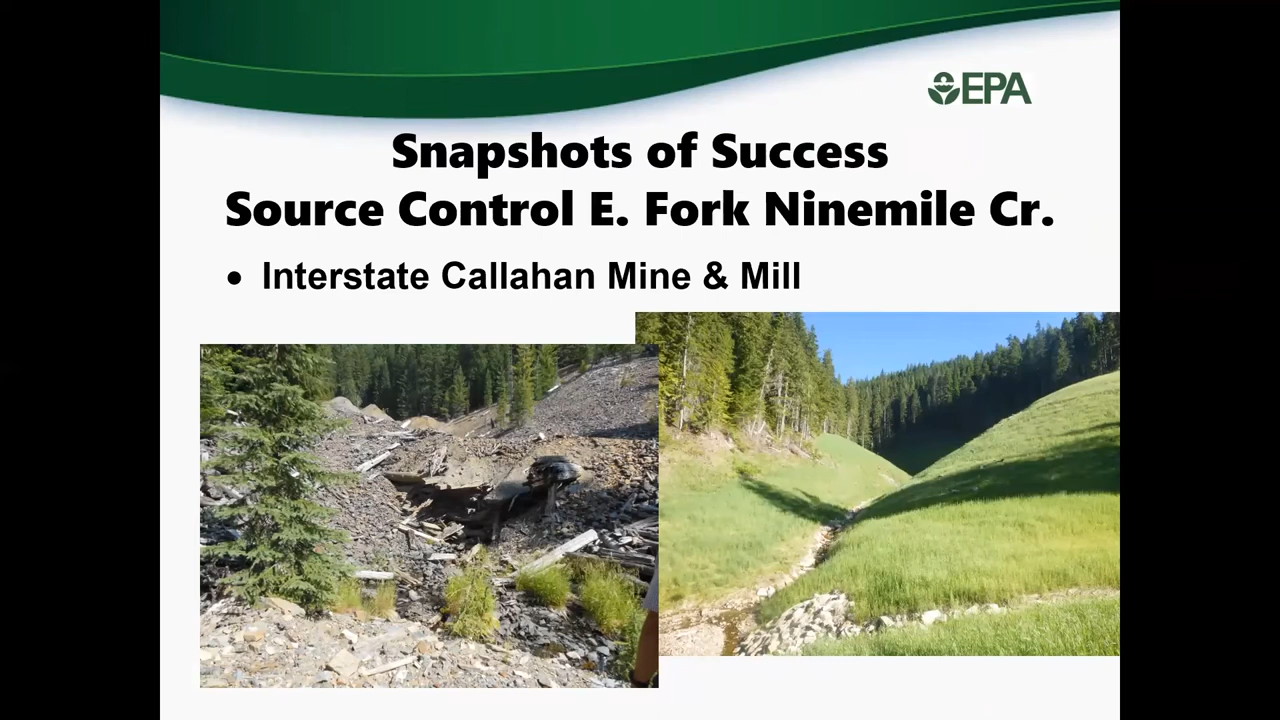 EPA
Snapshots of Success
Source Control E. Fork Ninemile Cr.
• Interstate Callahan Mine & Mill